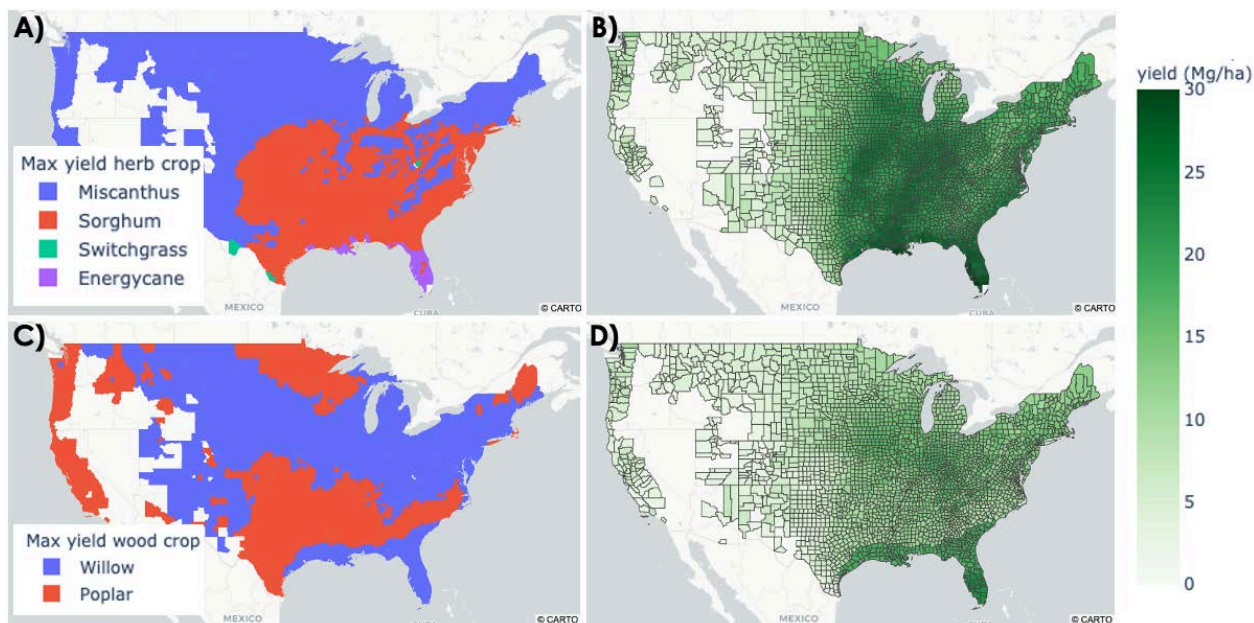 A)
B)
yield (Mg/ha)
30
25
20
15
10
5
0
Max yield herb crop
Miscanthus
Sorghum
Switchgrass
Energycane
MEXICO
CUBA
© CARTO
MEXICO
CUBA
© CARTO
C)
D)
Max yield wood crop
Willow
Poplar
MEXICO
© CARTO
MEXICO
© CARTO